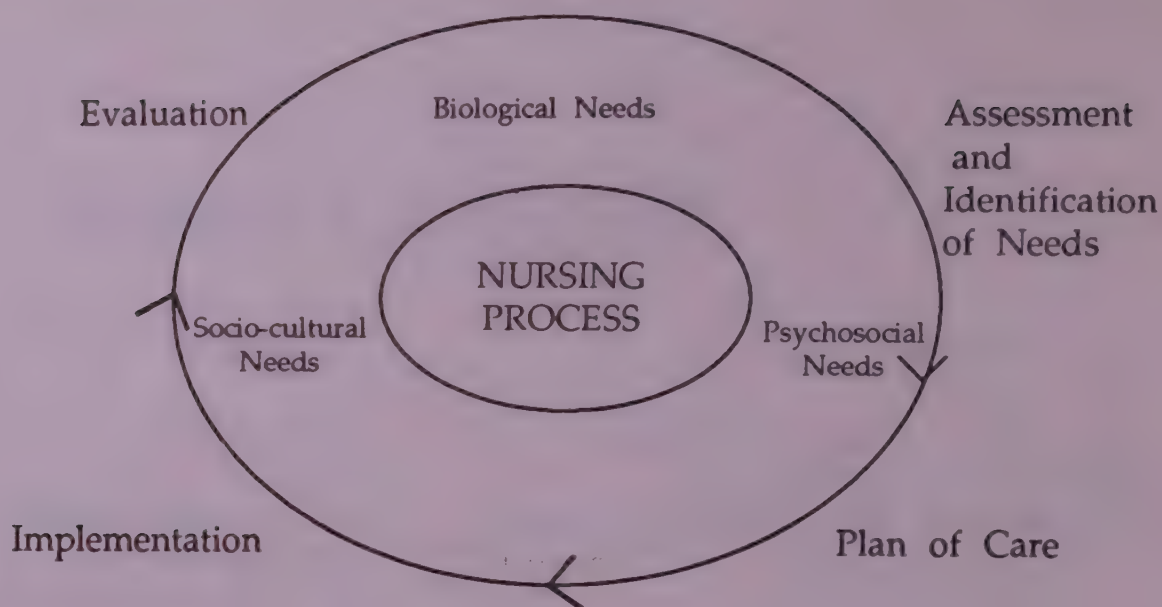 Evaluation
Biological Needs
Assessment
and
Identification
of Needs
NURSING
PROCESS
Socio-cultural
Needs
Psychosocial
Needs
Implementation
Plan of Care